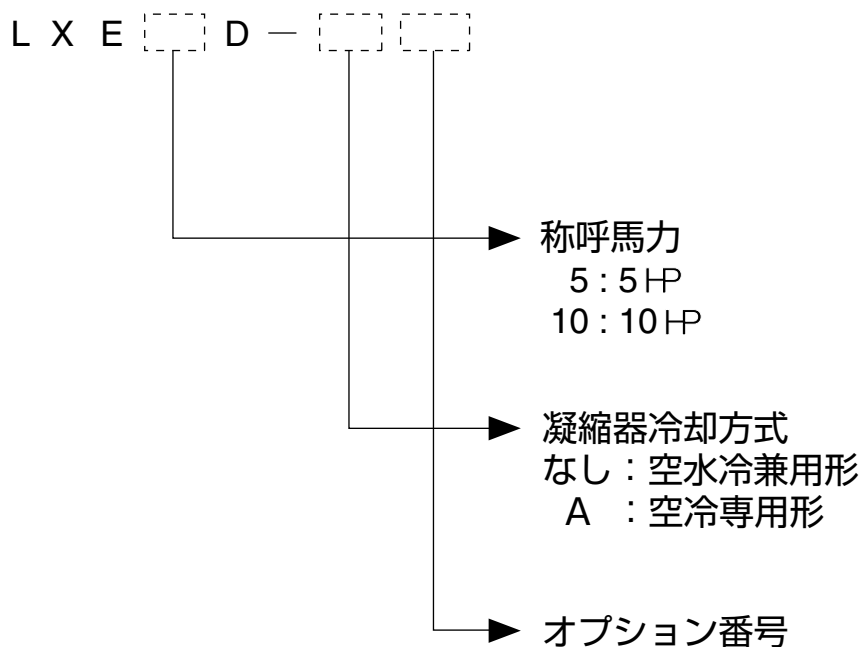 LXE D—
称呼馬力
5:5HP
10:10HP
凝縮器冷却方式
なし:空水冷兼用形
A :空冷専用形
オプション番号